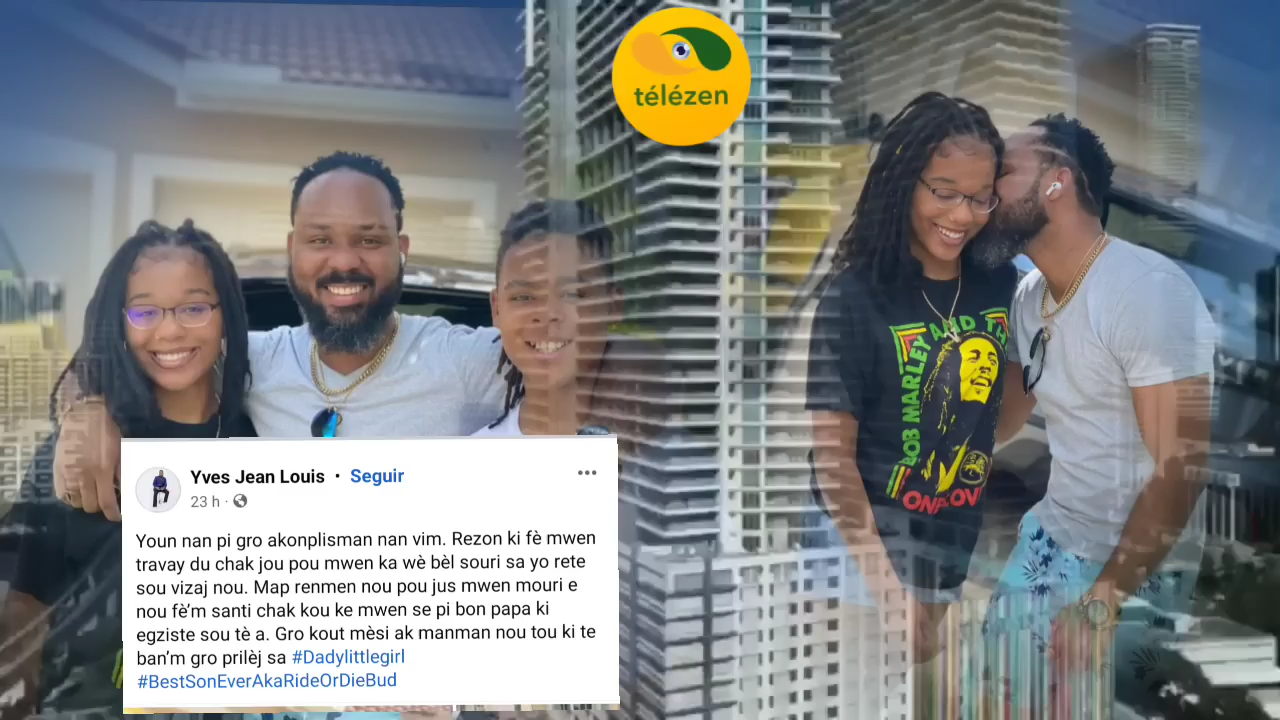 télézen
BOB MARLEY AND TH
ONE LOV
Yves Jean Louis · Seguir
23 h ·
Youn nan pi gro akonplisman nan vim. Rezon ki fè mwen
travay du chak jou pou mwen ka wè bèl souri sa yo rete
sou vizaj nou. Map renmen nou pou jus mwen mouri e
nou fè'm santi chak kou ke mwen se pi bon papa ki
egziste sou tè a. Gro kout mèsi ak manman nou tou ki te
ban'm gro prilèj sa #Dadylittlegirl
#BestSonEverAkaRideOrDieBud